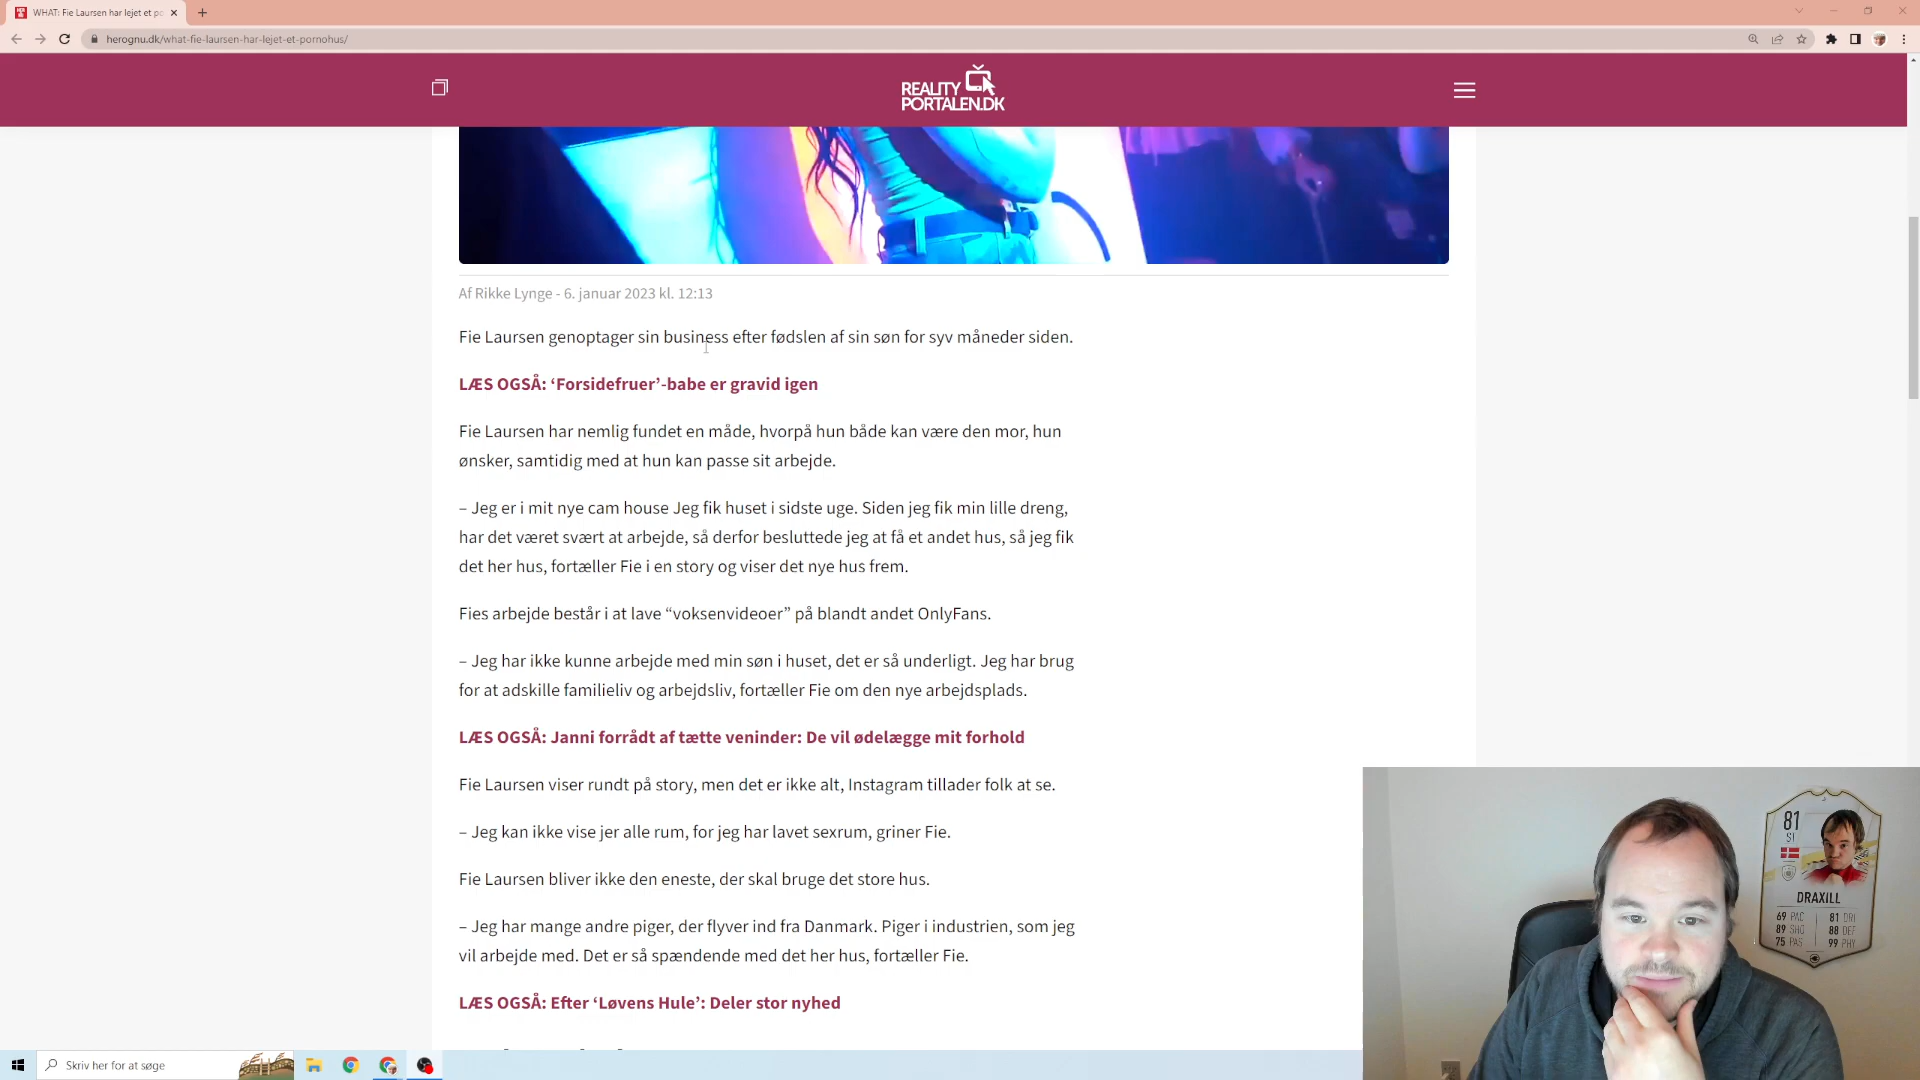 WHAT: Fie Laursen har lejet et po
herognu.dk/what-fie-laursen-har-lejet-et-pornohus/
REALITY
PORTALEN.DK
Af Rikke Lynge - 6. januar 2023 kl. 12:13
Fie Laursen genoptager sin business efter fødslen af sin søn for syv måneder siden.
LÆS OGSÅ: ‘Forsidefruer’-babe er gravid igen
Fie Laursen har nemlig fundet en måde, hvorpå hun både kan være den mor, hun
ønsker, samtidig med at hun kan passe sit arbejde.
– Jeg er i mit nye cam house Jeg fik huset i sidste uge. Siden jeg fik min lille dreng,
har det været svært at arbejde, så derfor besluttede jeg at få et andet hus, så jeg fik
det her hus, fortæller Fie i en story og viser det nye hus frem.
Fies arbejde består i at lave “voksenvideoer” på blandt andet OnlyFans.
– Jeg har ikke kunne arbejde med min søn i huset, det er så underligt. Jeg har brug
for at adskille familieliv og arbejdsliv, fortæller Fie om den nye arbejdsplads.
LÆS OGSÅ: Janni forrådt af tætte veninder: De vil ødelægge mit forhold
Fie Laursen viser rundt på story, men det er ikke alt, Instagram tillader folk at se.
– Jeg kan ikke vise jer alle rum, for jeg har lavet sexrum, griner Fie.
Fie Laursen bliver ikke den eneste, der skal bruge det store hus.
– Jeg har mange andre piger, der flyver ind fra Danmark. Piger i industrien, som jeg
vil arbejde med. Det er så spændende med det her hus, fortæller Fie.
LÆS OGSÅ: Efter ‘Løvens Hule’: Deler stor nyhed
81
DRAXILL
69 PAC 81 DRI
89 SHO 88 DEF
75 PAS 99 PHY
Skriv her for at søge